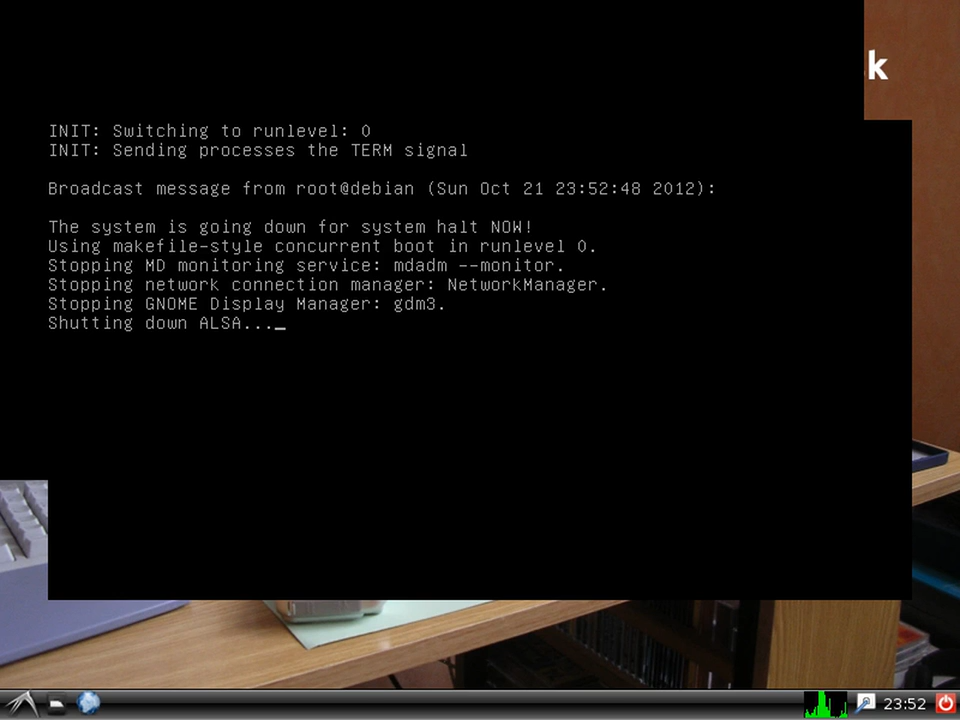 k
INIT: Switching to runlevel: 0
INIT: Sending processes the TERM signal
Broadcast message from root@debian (Sun Oct 21 23:52:48 2012):
The system is going down for system halt NOW!
Using makefile-style concurrent boot in runlevel 0.
Stopping MD monitoring service: mdadm --monitor.
Stopping network connection manager: NetworkManager.
Stopping GNOME Display Manager: gdm3.
Shutting down ALSA..._
23:52